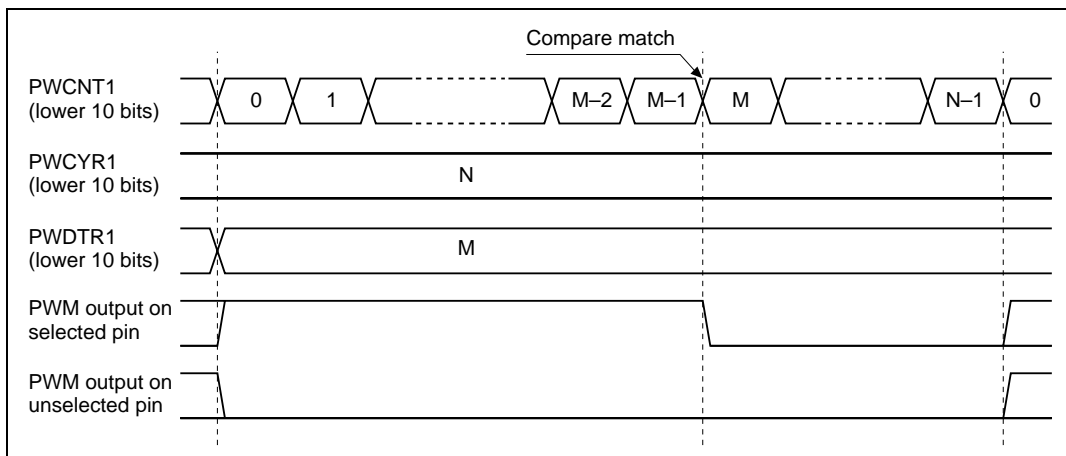 Compare match
PWCNT1
(lower 10 bits)
0 1 M–2 M–1 M N–1 0
PWCYR1
(lower 10 bits)
N
PWDTR1
(lower 10 bits)
M
PWM output on
selected pin
PWM output on
unselected pin